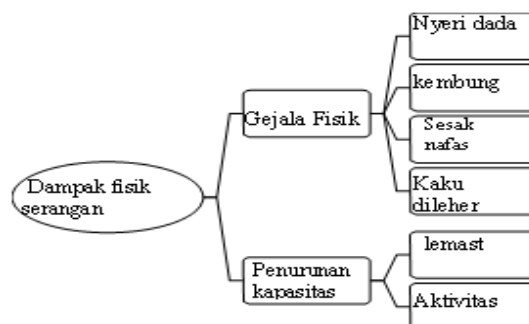 Dampak fisik
serangan
Gejala Fisik
Nyeri dada
kembung
Sesak
nafas
Kaku
dileher
Penurunan
kapasitas
lemast
Aktivitas